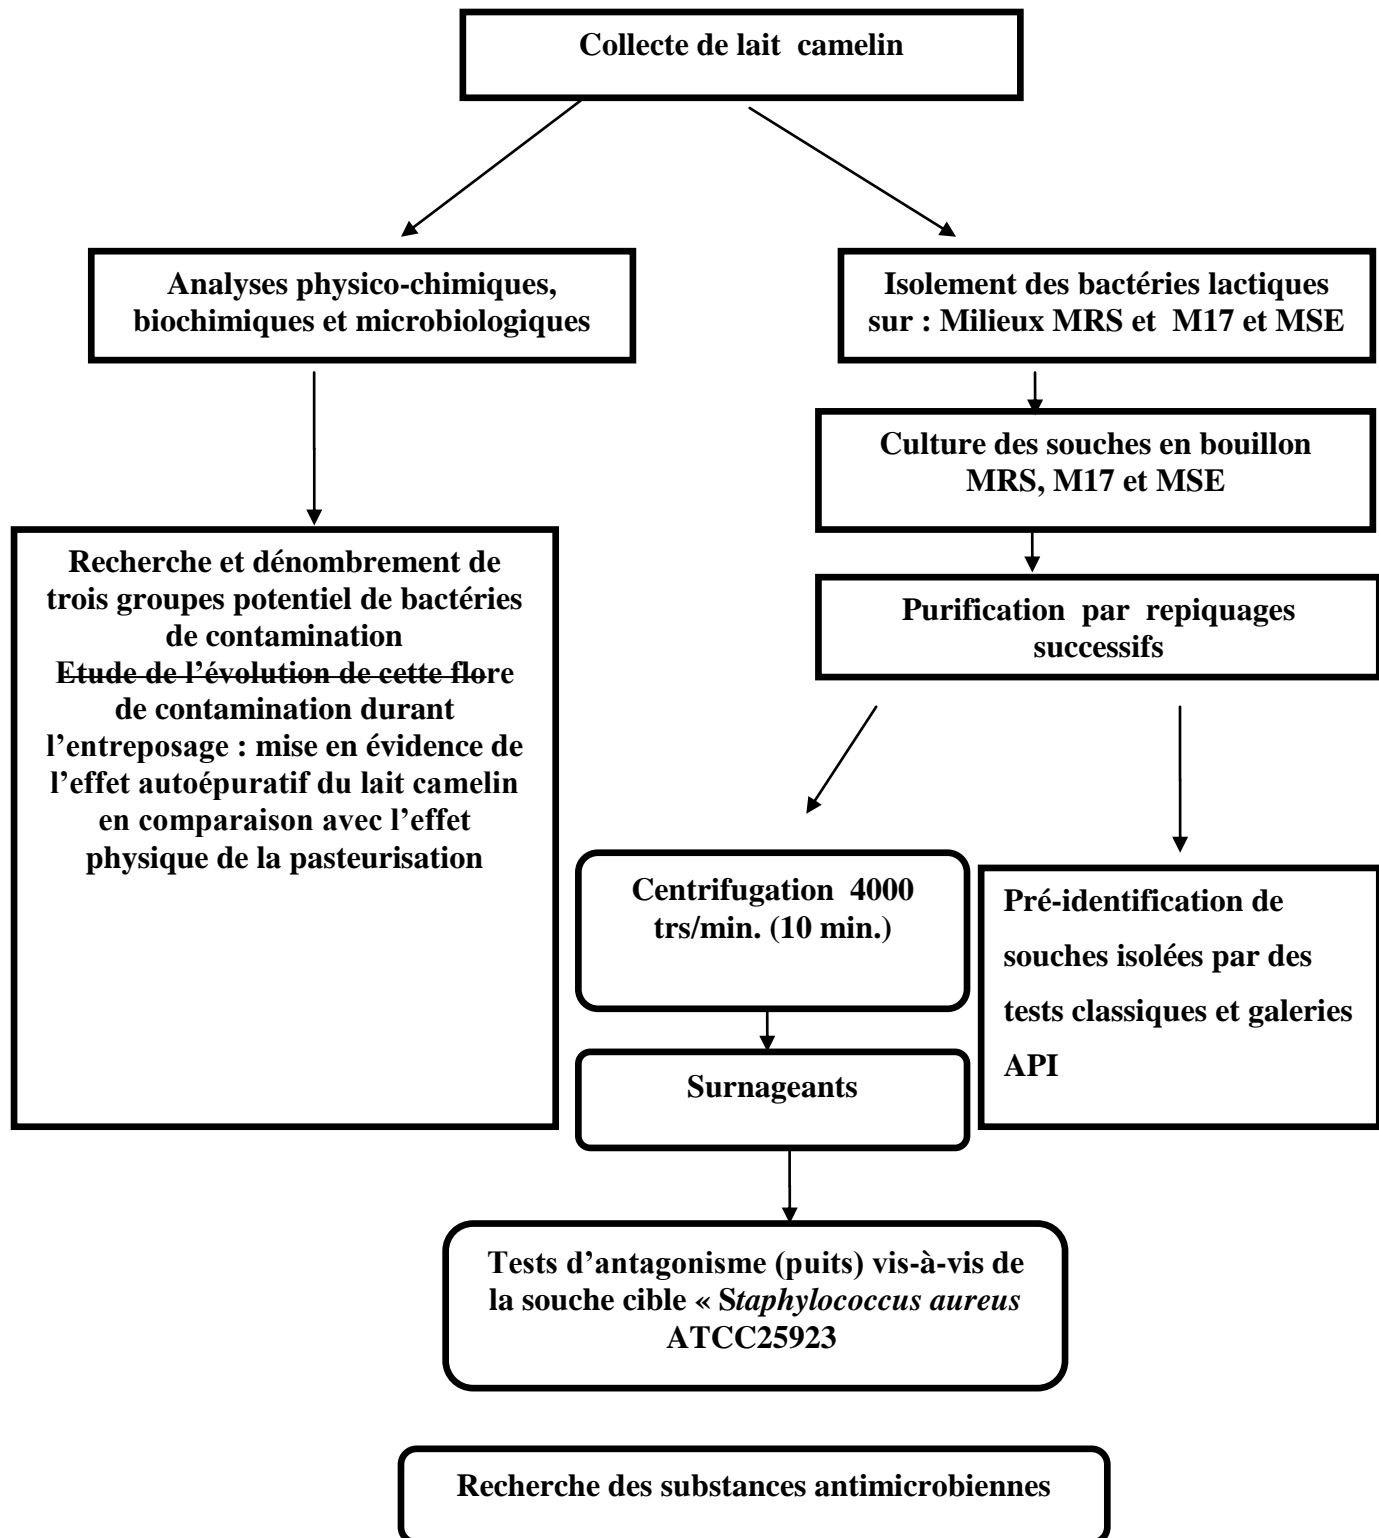 Collecte de lait camelin
Analyses physico-chimiques,
biochimiques et microbiologiques
Isolement des bactéries lactiques
sur : Milieux MRS et M17 et MSE
Culture des souches en bouillon
MRS, M17 et MSE
Recherche et dénombrement de
trois groupes potentiel de bactéries
de contamination
Etude de l’évolution de cette flore
de contamination durant
l’entreposage : mise en évidence de
l’effet autoépuratif du lait camelin
en comparaison avec l’effet
physique de la pasteurisation
Purification par repiquages
successifs
Centrifugation 4000
trs/min. (10 min.)
Pré-identification de
souches isolées par des
tests classiques et galeries
API
Surnageants
Tests d’antagonisme (puits) vis-à-vis de
la souche cible « Staphylococcus aureus
ATCC25923
Recherche des substances antimicrobiennes